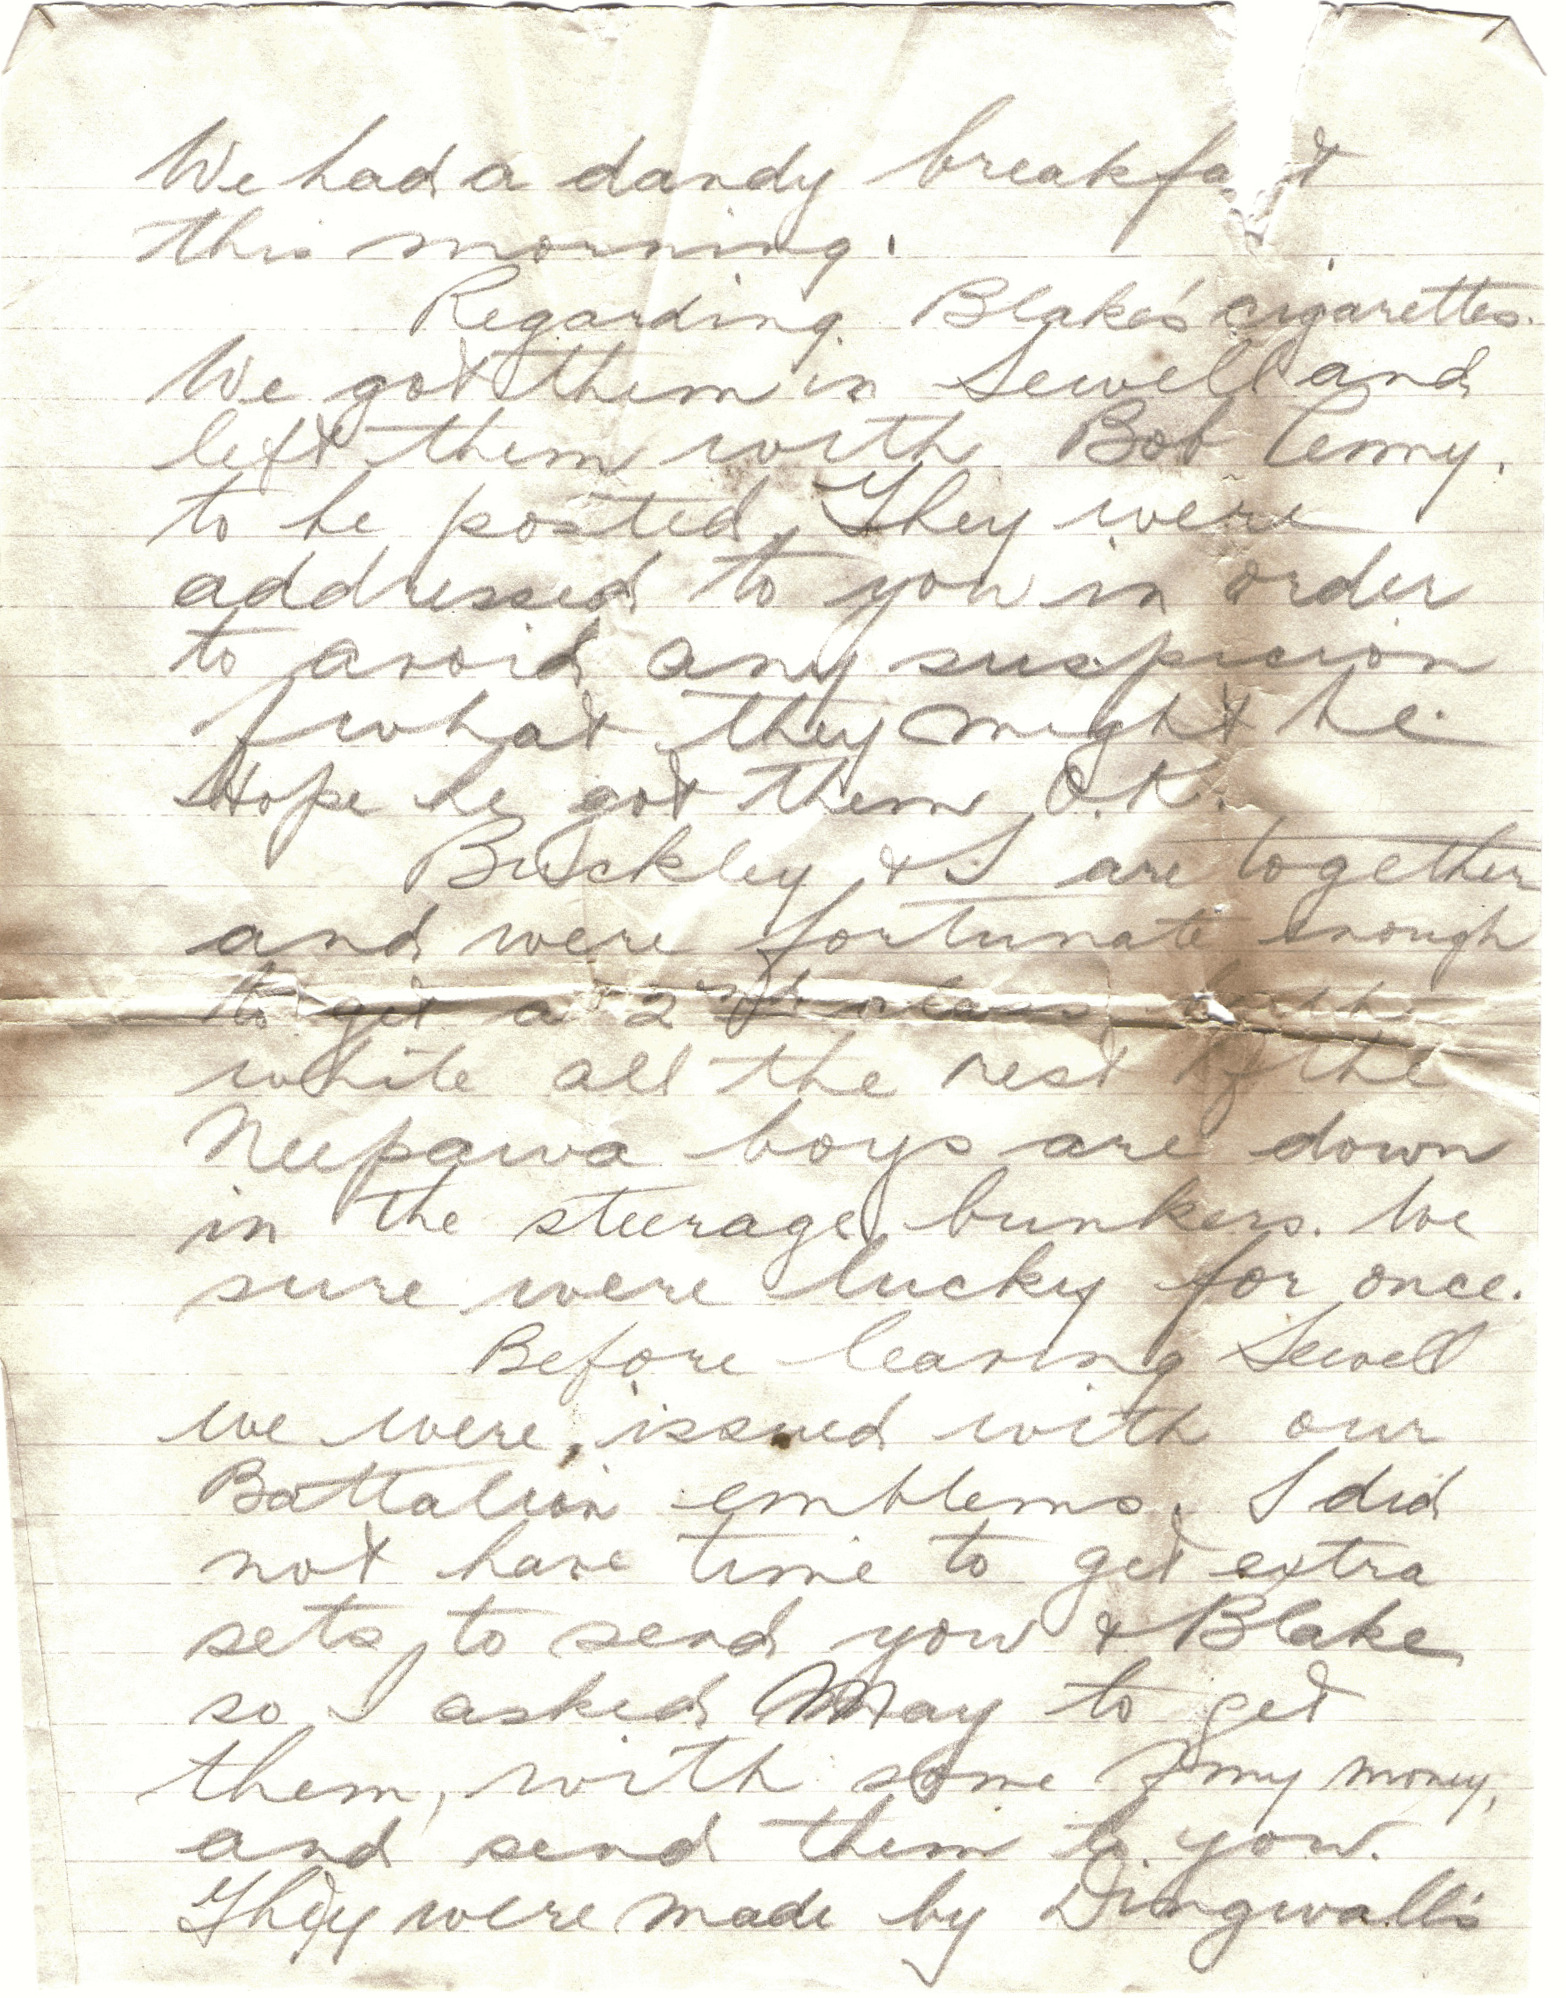 We had a dandy breakfast
this morning.
Regarding Blake's cigarettes.
We got them in Sewell and
left them with Bob
to be posted. They were
addressed to you in order
to avoid any suspicion
of what they might be.
Hope he got them O.K.
Buckley & I are together
and were fortunate enough
to get a 2nd class berth
while all the rest of the
Neepawa boys are down
in the steerage bunkers. We
sure were lucky for once.
Before leaving Sewell
we were issued with our
Battalion emblems. I did
not have time to get extra
sets, to send you & Blake
so I asked May to get
them, with some of my money,
and send them to you.
They were made by Dingwall's